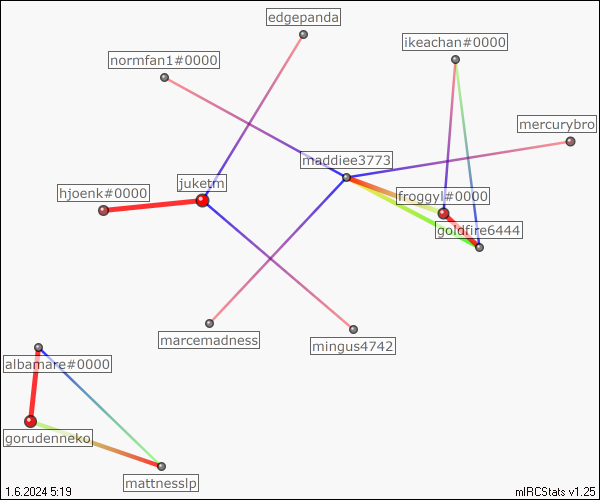 edgepanda
ikeachan#0000
normfan1#0000
mercurybro
maddiee3773
juketm
hjoenk#0000
froggyl#0000
goldfire6444
marcemadness
mingus4742
albamare#0000
gorudenneko
mattnesslp
1.6.2024 5:19
mIRCStats v1.25